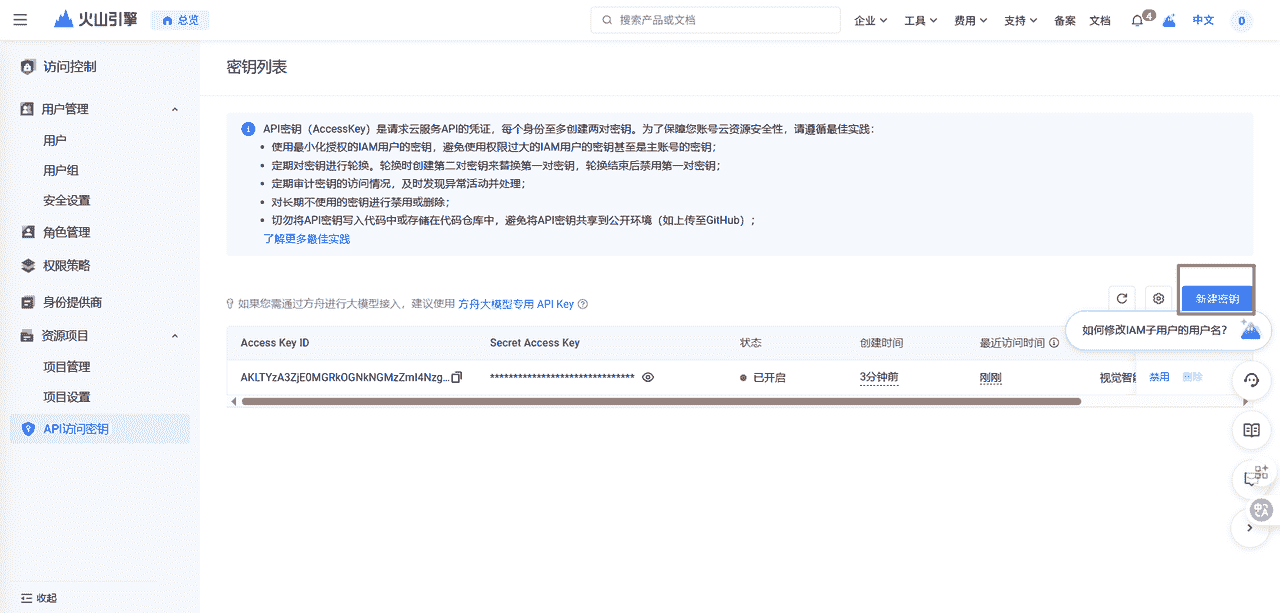 火山引擎
总览
搜索产品或文档
企业
工具
费用
支持
备案
文档
4
中文
0
访问控制
用户管理
用户
用户组
安全设置
角色管理
权限策略
身份提供商
资源项目
项目管理
项目设置
API访问密钥
收起
密钥列表
API密钥（AccessKey）是请求云服务API的凭证，每个身份至多创建两对密钥。为了保障您账号云资源安全性，请遵循最佳实践：
使用最小化授权的IAM用户的密钥，避免使用权限过大的IAM用户的密钥甚至是主账号的密钥；
定期对密钥进行轮换。轮换时创建第二对密钥来替换第一对密钥，轮换结束后禁用第一对密钥；
定期审计密钥的访问情况，及时发现异常活动并处理；
对长期不使用的密钥进行禁用或删除；
切勿将API密钥写入代码中或存储在代码仓库中，避免将API密钥共享到公开环境（如上传至GitHub）；
了解更多最佳实践
如果您需通过方舟进行大模型接入，建议使用 方舟大模型专用 API Key
新建密钥
如何修改IAM子用户的用户名？
Access Key ID
Secret Access Key
状态
创建时间
最近访问时间
AKLTYzA3ZjE0MGRkOGNkNGMzZmI4Nzg...
******************************
已开启
3分钟前
刚刚
视觉智能
禁用
删除